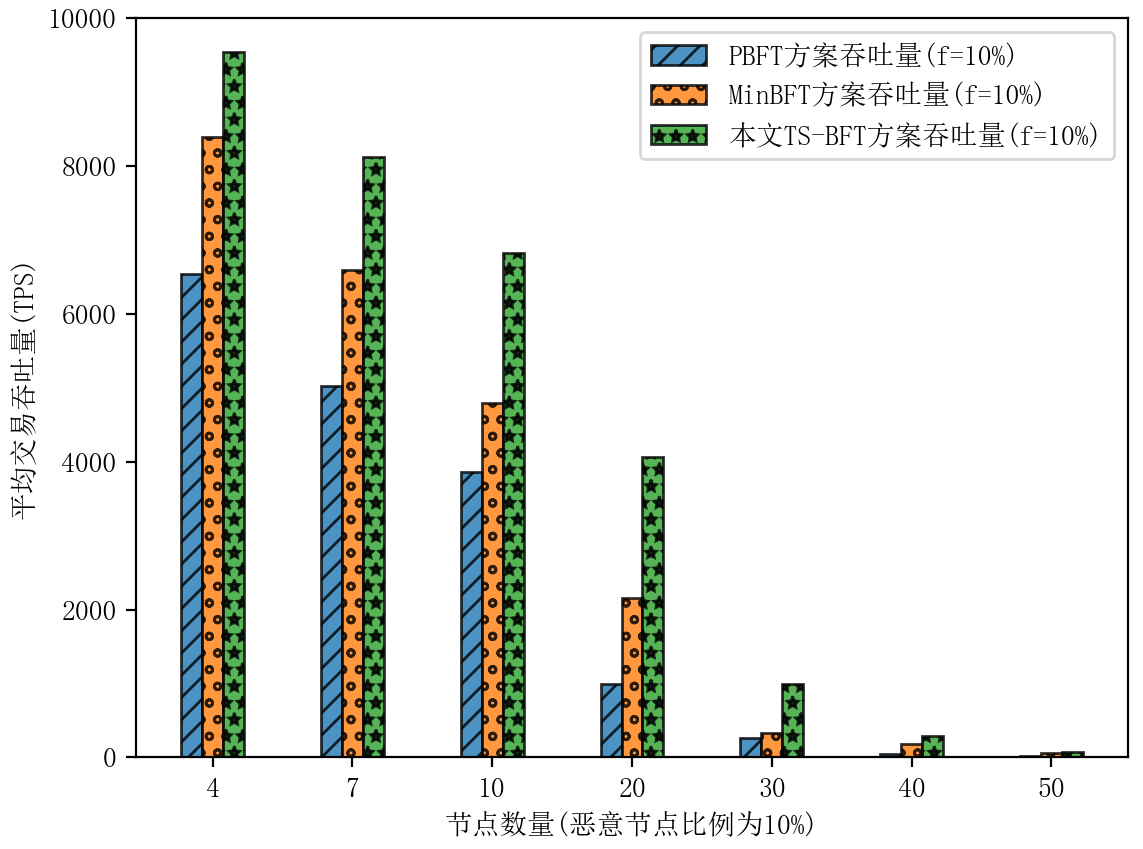 10000
8000
6000
4000
2000
0
平均交易吞吐量(TPS)
PBFT方案吞吐量(f=10%)
MinBFT方案吞吐量(f=10%)
本文TS-BFT方案吞吐量(f=10%)
4 7 10 20 30 40 50
节点数量(恶意节点比例为10%)